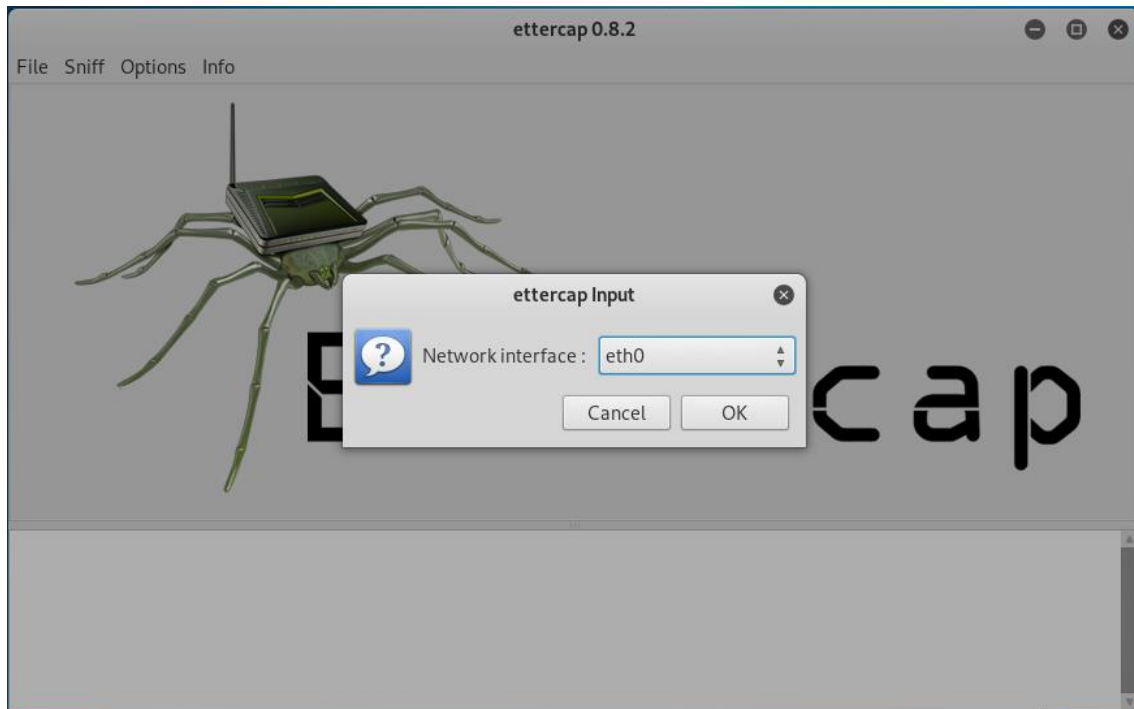 ettercap 0.8.2
File Sniff Options Info
ettercap Input
Network interface : eth0
Cancel OK
E cap